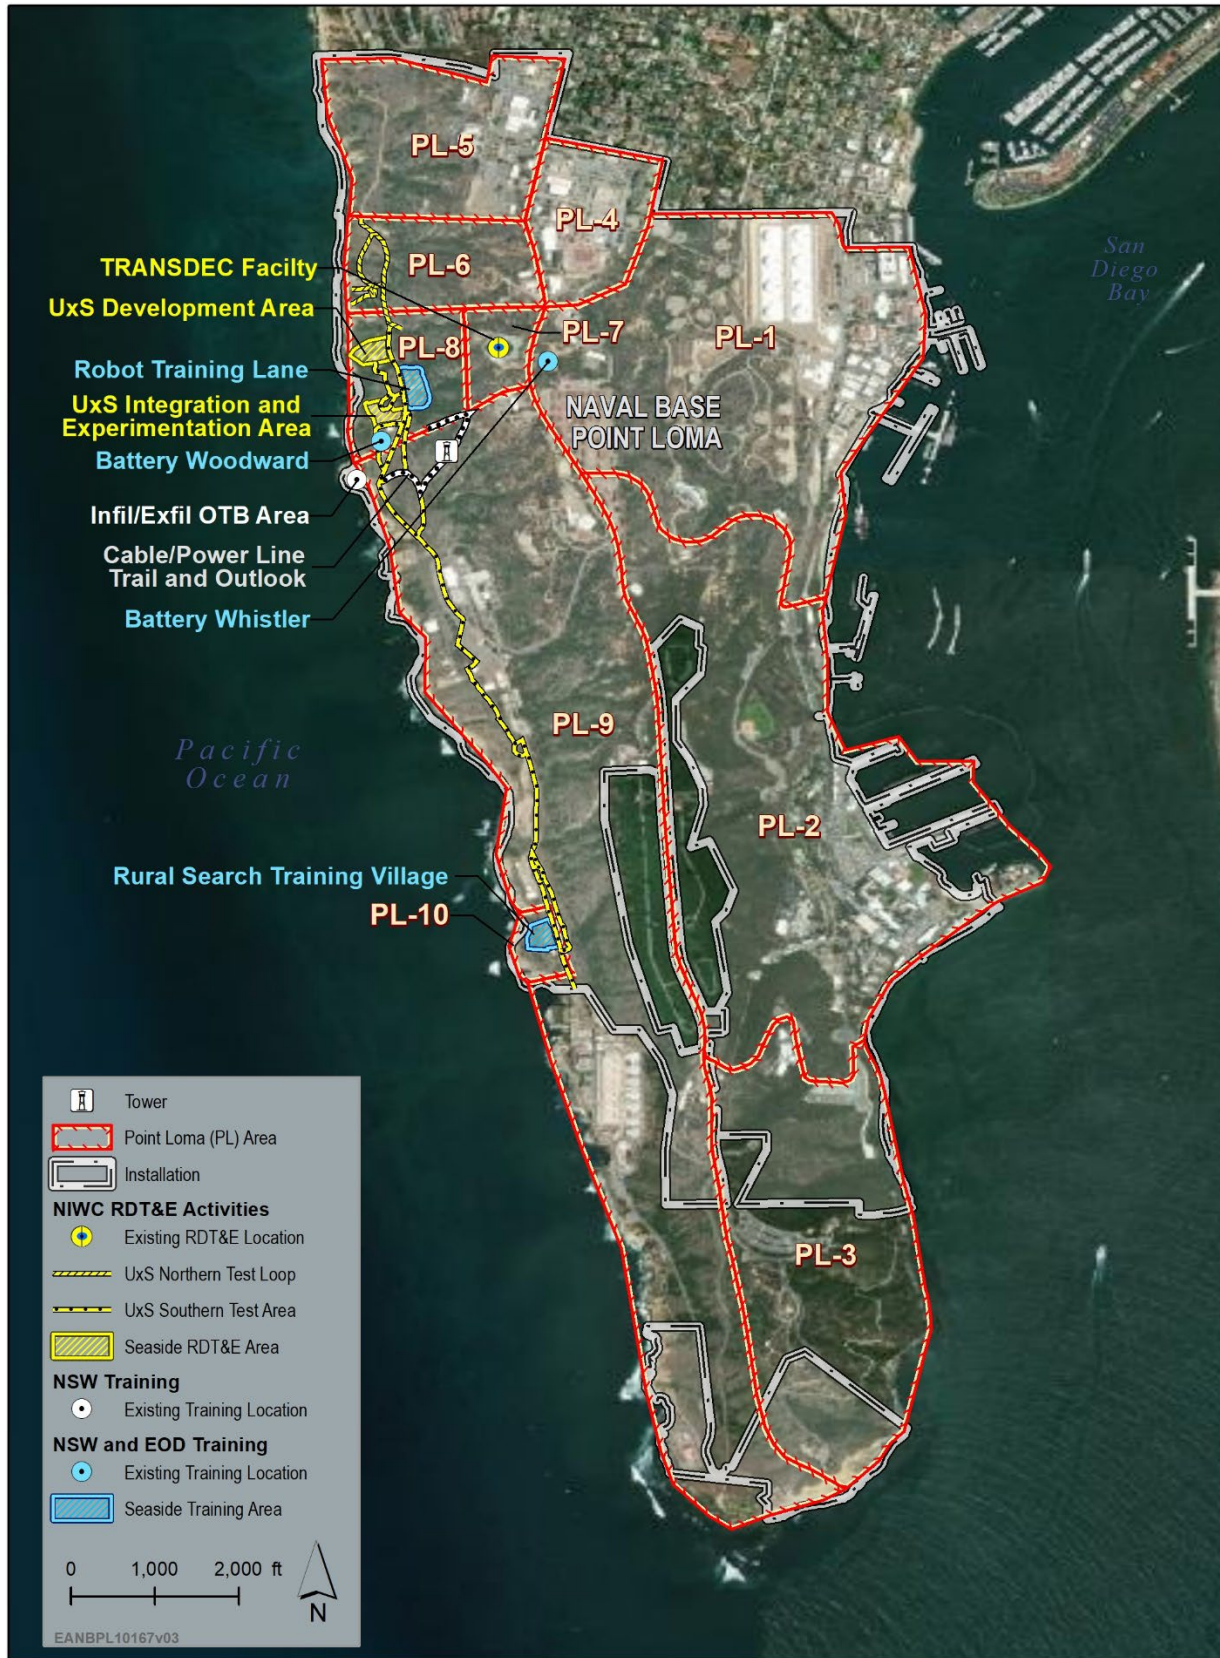 PL-5
PL-4
San
Diego
Bay
TRANSDEC Facilty
PL-6
UxS Development Area
PL-7
PL-1
PL-8
Robot Training Lane
UxS Integration and
Experimentation Area
NAVAL BASE
POINT LOMA
Battery Woodward
Infil/Exfil OTB Area
Cable/Power Line
Trail and Outlook
Battery Whistler
PL-9
Pacific
Ocean
PL-2
Rural Search Training Village
PL-10
PL-3
Tower
Point Loma (PL) Area
Installation
NIWC RDT&E Activities
Existing RDT&E Location
UxS Northern Test Loop
UxS Southern Test Area
Seaside RDT&E Area
NSW Training
Existing Training Location
NSW and EOD Training
Existing Training Location
Seaside Training Area
0 1,000 2,000 ft
N
EANBPL10167v03